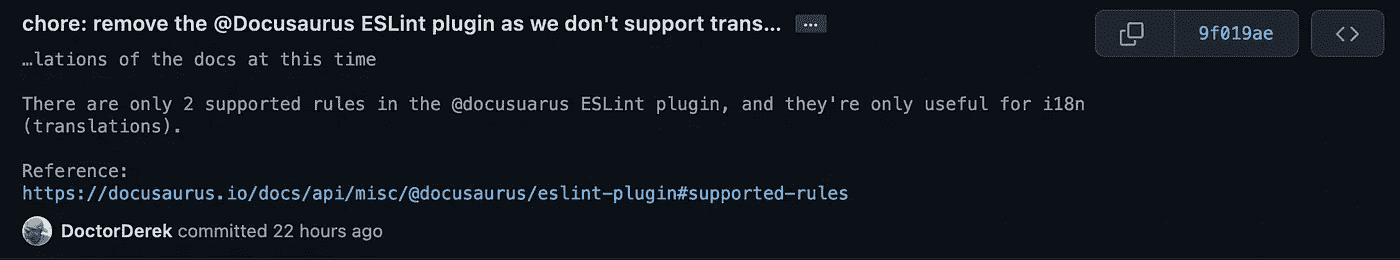 chore: remove the @Docusaurus ESLint plugin as we don't support trans... ...
9f019ae
…lations of the docs at this time
There are only 2 supported rules in the @docusuarus ESLint plugin, and they're only useful for i18n
(translations).
Reference:
https://docusaurus.io/docs/api/misc/@docusaurus/eslint-plugin#supported-rules
DoctorDerek committed 22 hours ago